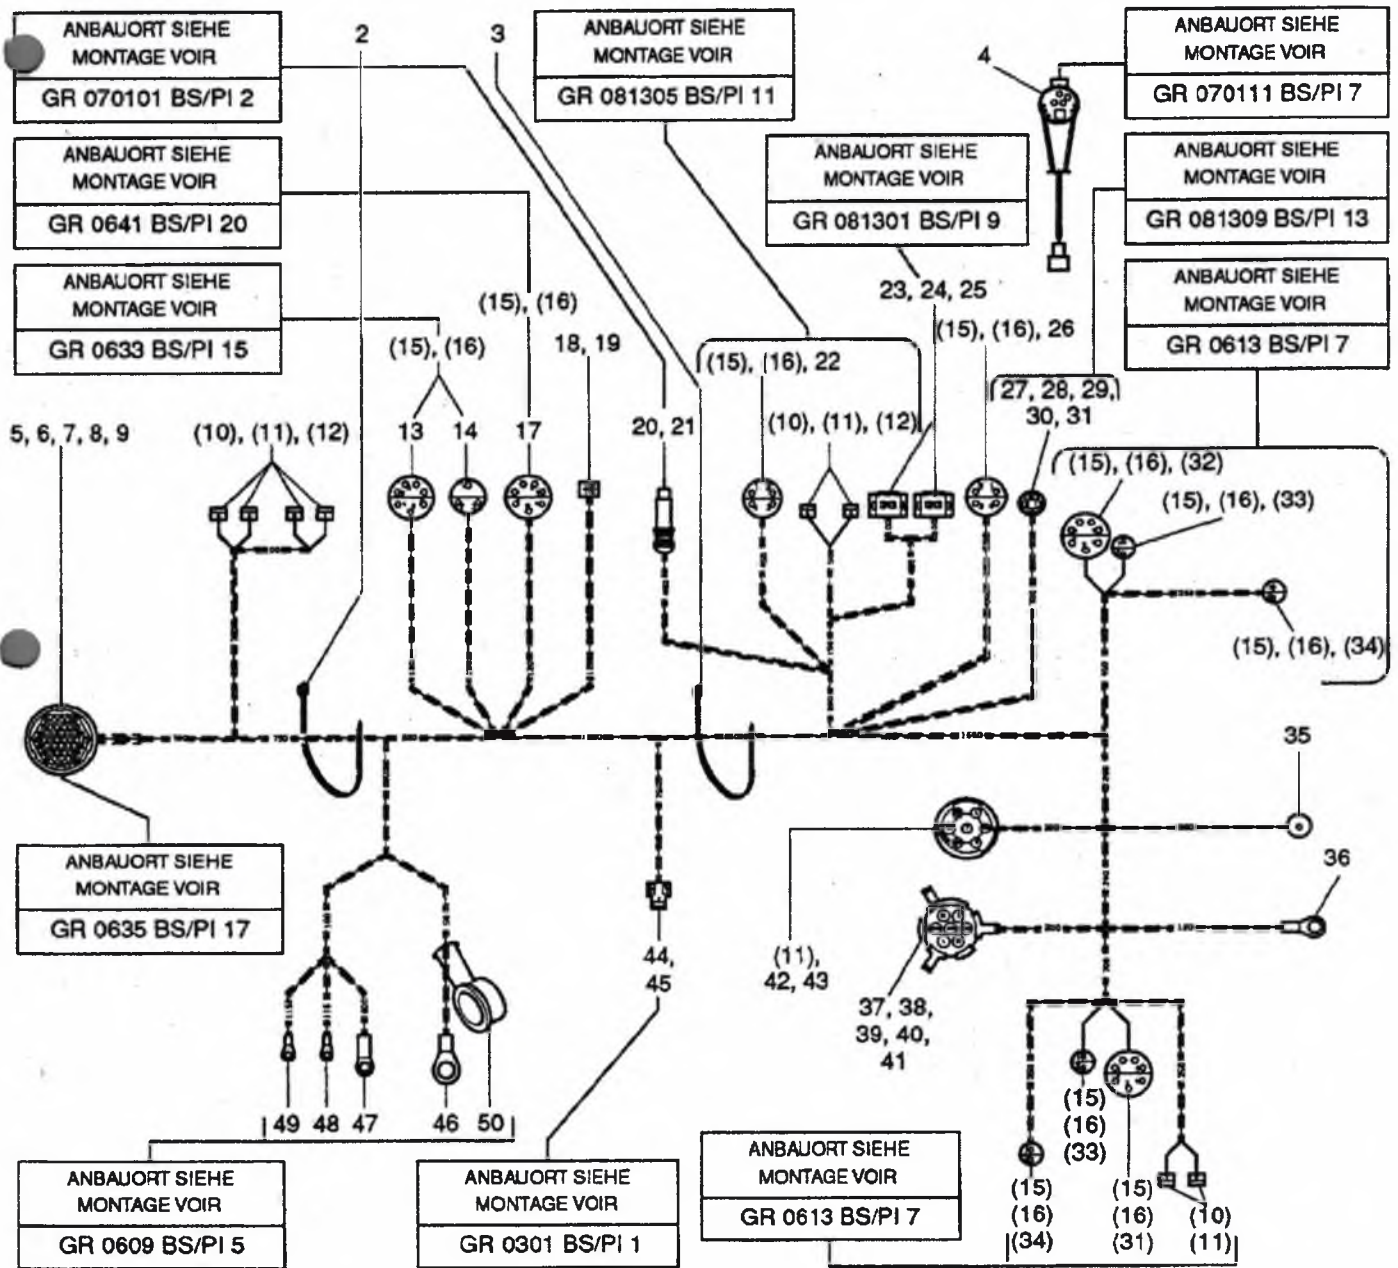 ANBAUORT SIEHE
MONTAGE VOIR
GR 070101 BS/PI 2
2
3
ANBAUORT SIEHE
MONTAGE VOIR
GR 081305 BS/PI 11
4
ANBAUORT SIEHE
MONTAGE VOIR
GR 070111 BS/PI 7
ANBAUORT SIEHE
MONTAGE VOIR
GR 0641 BS/PI 20
ANBAUORT SIEHE
MONTAGE VOIR
GR 081301 BS/PI 9
ANBAUORT SIEHE
MONTAGE VOIR
GR 081309 BS/PI 13
ANBAUORT SIEHE
MONTAGE VOIR
GR 0633 BS/PI 15
ANBAUORT SIEHE
MONTAGE VOIR
GR 0613 BS/PI 7
(15), (16)
(15), (16)
18, 19
(15), (16), 22
23, 24, 25
(15), (16), 26
27, 28, 29,
30, 31
5, 6, 7, 8, 9
(10), (11), (12)
13
14
17
20, 21
(10), (11), (12)
(15), (16), (32)
(15), (16), (33)
(15), (16), (34)
35
ANBAUORT SIEHE
MONTAGE VOIR
GR 0635 BS/PI 17
36
44,
45
(11),
42, 43
37, 38,
39, 40,
41
49
48
47
46
50
(15)
(16)
(33)
(15)
(16)
(34)
(15)
(16)
(31)
(10)
(11)
ANBAUORT SIEHE
MONTAGE VOIR
GR 0609 BS/PI 5
ANBAUORT SIEHE
MONTAGE VOIR
GR 0301 BS/PI 1
ANBAUORT SIEHE
MONTAGE VOIR
GR 0613 BS/PI 7